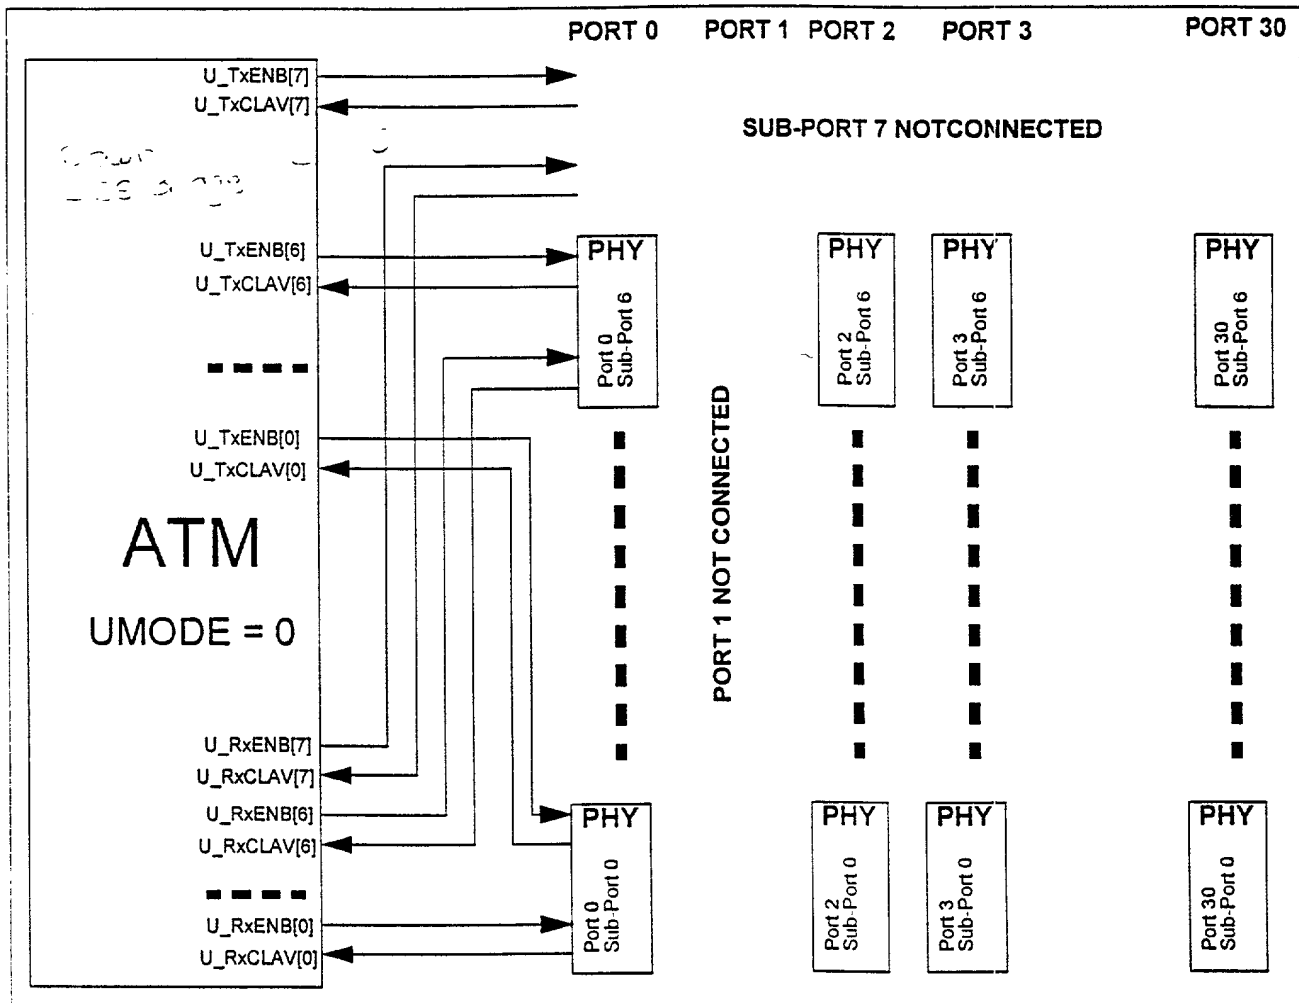 PORT 0 PORT 1 PORT 2 PORT 3 PORT 30
U_TxENB[7]
U_TxCLAV[7]
SUB-PORT 7 NOTCONNECTED
U_TxENB[6]
U_TxCLAV[6]
PHY
Port 0
Sub-Port 6
PHY
Port 2
Sub-Port 6
PHY
Port 3
Sub-Port 6
PHY
Port 30
Sub-Port 6
U_TxENB[0]
U_TxCLAV[0]
PORT 1 NOT CONNECTED
ATM
UMODE = 0
U_RxENB[7]
U_RxCLAV[7]
U_RxENB[6]
U_RxCLAV[6]
U_RxENB[0]
U_RxCLAV[0]
PHY
Port 0
Sub-Port 0
PHY
Port 2
Sub-Port 0
PHY
Port 3
Sub-Port 0
PHY
Port 30
Sub-Port 0